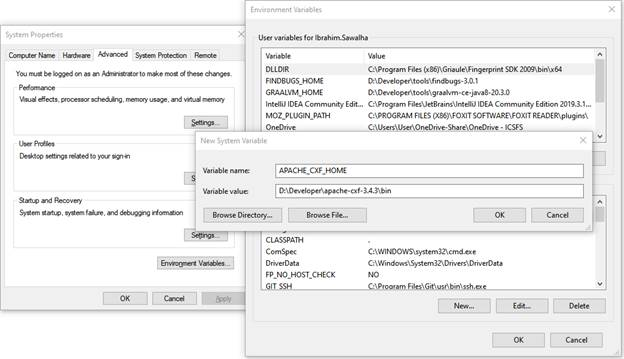 System Properties
Computer Name
Hardware
Advanced
System Protection
Remote
You must be logged on as an Administrator to make most of these changes.
Performance
Visual effects, processor scheduling, memory usage, and virtual memory
Settings...
User Profiles
Desktop settings related to your sign-in
S
Startup and Recovery
System startup, system failure, and debugging information
Settings...
Environment Variables...
OK
Cancel
Apply
Environment Variables
User variables for Ibrahim.Sawalha
Variable Value
DLLDIR C:\Program Files (x86)\Griaule\Fingerprint SDK 2009\bin\x64
FINDBUGS_HOME D:\Developer\tools\findbugs-3.0.1
GRAALVM_HOME D:\Developer\tools\graalvm-ce-java8-20.3.0
IntelliJ IDEA Community Edit... C:\Program Files\JetBrains\IntelliJ IDEA Community Edition 2019.3.1...
MOZ_PLUGIN_PATH C:\PROGRAM FILES (X86)\FOXIT SOFTWARE\FOXIT READER\plugins\
OneDrive C:\Users\User\OneDrive-Share\OneDrive - ICSFS
New System Variable
Variable name: APACHE_CXF_HOME
Variable value: D:\Developer\apache-cxf-3.4.3\bin
Browse Directory...
Browse File...
OK
Cancel
CLASSPATH .
ComSpec C:\WINDOWS\system32\cmd.exe
DriverData C:\Windows\System32\Drivers\DriverData
FP_NO_HOST_CHECK NO
GIT_SSH C:\Program Files\Git\usr\bin\ssh.exe
New...
Edit...
Delete
OK
Cancel